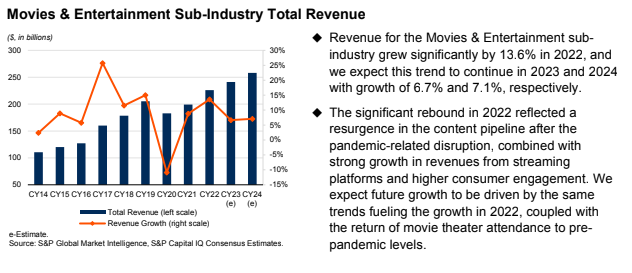 Movies & Entertainment Sub-Industry Total Revenue
($, in billions)
300
250
200
150
100
50
30%
25%
20%
15%
10%
5%
0%
-5%
-10%
-15%
CY14 CY15 CY16 CY17 CY18 CY19 CY20 CY21 CY22 CY23 CY24
(e) (e)
Total Revenue (left scale)
Revenue Growth (right scale)
e-Estimate.
Source: S&P Global Market Intelligence, S&P Capital IQ Consensus Estimates.
◆ Revenue for the Movies & Entertainment sub-
industry grew significantly by 13.6% in 2022, and
we expect this trend to continue in 2023 and 2024
with growth of 6.7% and 7.1%, respectively.
◆ The significant rebound in 2022 reflected a
resurgence in the content pipeline after the
pandemic-related disruption, combined with
strong growth in revenues from streaming
platforms and higher consumer engagement. We
expect future growth to be driven by the same
trends fueling the growth in 2022, coupled with
the return of movie theater attendance to pre-
pandemic levels.